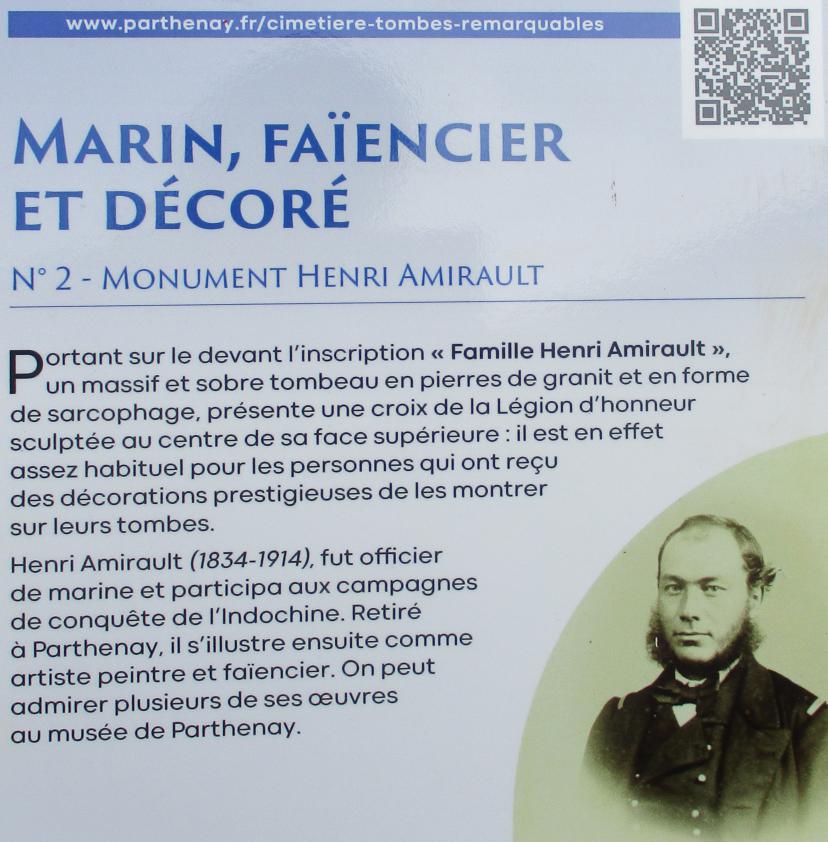 www.parthenay.fr/cimetiere-tombes-remarquables
MARIN, FAÏENCIER
ET DÉCORÉ
N° 2 - MONUMENT HENRI AMIRAULT
Portant sur le devant l'inscription « Famille Henri Amirault »,
un massif et sobre tombeau en pierres de granit et en forme
de sarcophage, présente une croix de la Légion d'honneur
sculptée au centre de sa face supérieure : il est en effet
assez habituel pour les personnes qui ont reçu
des décorations prestigieuses de les montrer
sur leurs tombes.
Henri Amirault (1834-1914), fut officier
de marine et participa aux campagnes
de conquête de l'Indochine. Retiré
à Parthenay, il s'illustre ensuite comme
artiste peintre et faïencier. On peut
admirer plusieurs de ses œuvres
au musée de Parthenay.